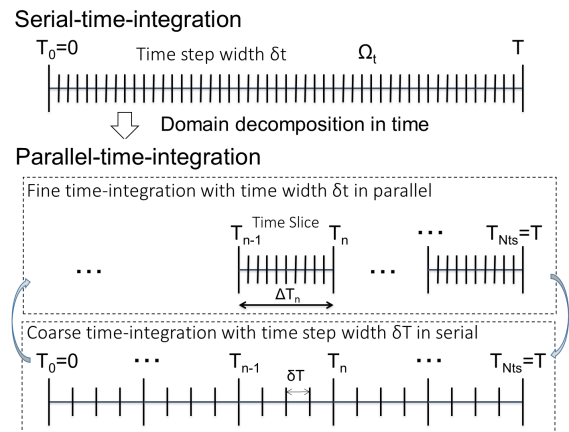 Serial-time-integration
T₀=0 Time step width δt Ωₜ T
Domain decomposition in time
Parallel-time-integration
Fine time-integration with time width δt in parallel
Time Slice
Tₙ₋₁ Tₙ ... T_Nts=T
... ...
ΔTₙ
Coarse time-integration with time step width δT in serial
T₀=0 ... Tₙ₋₁ Tₙ ... T_Nts=T
δT